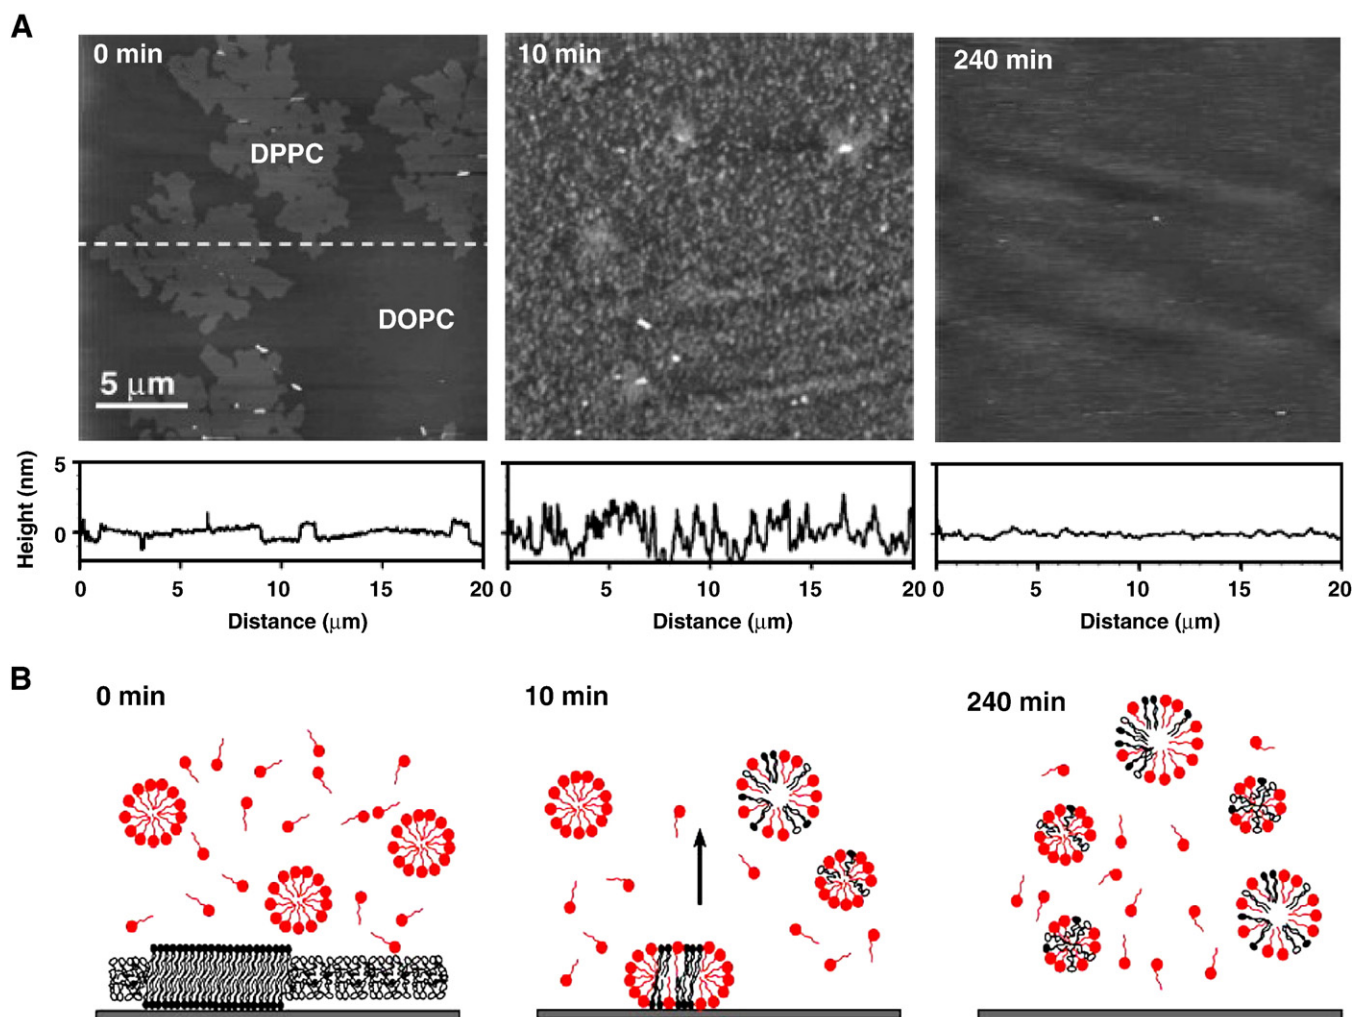 A
0 min
10 min
240 min
DPPC
DOPC
5 μm
Height (nm)
5
0
0 5 10 15 20
0 5 10 15 20
0 5 10 15 20
Distance (μm)
Distance (μm)
Distance (μm)
B
0 min
10 min
240 min